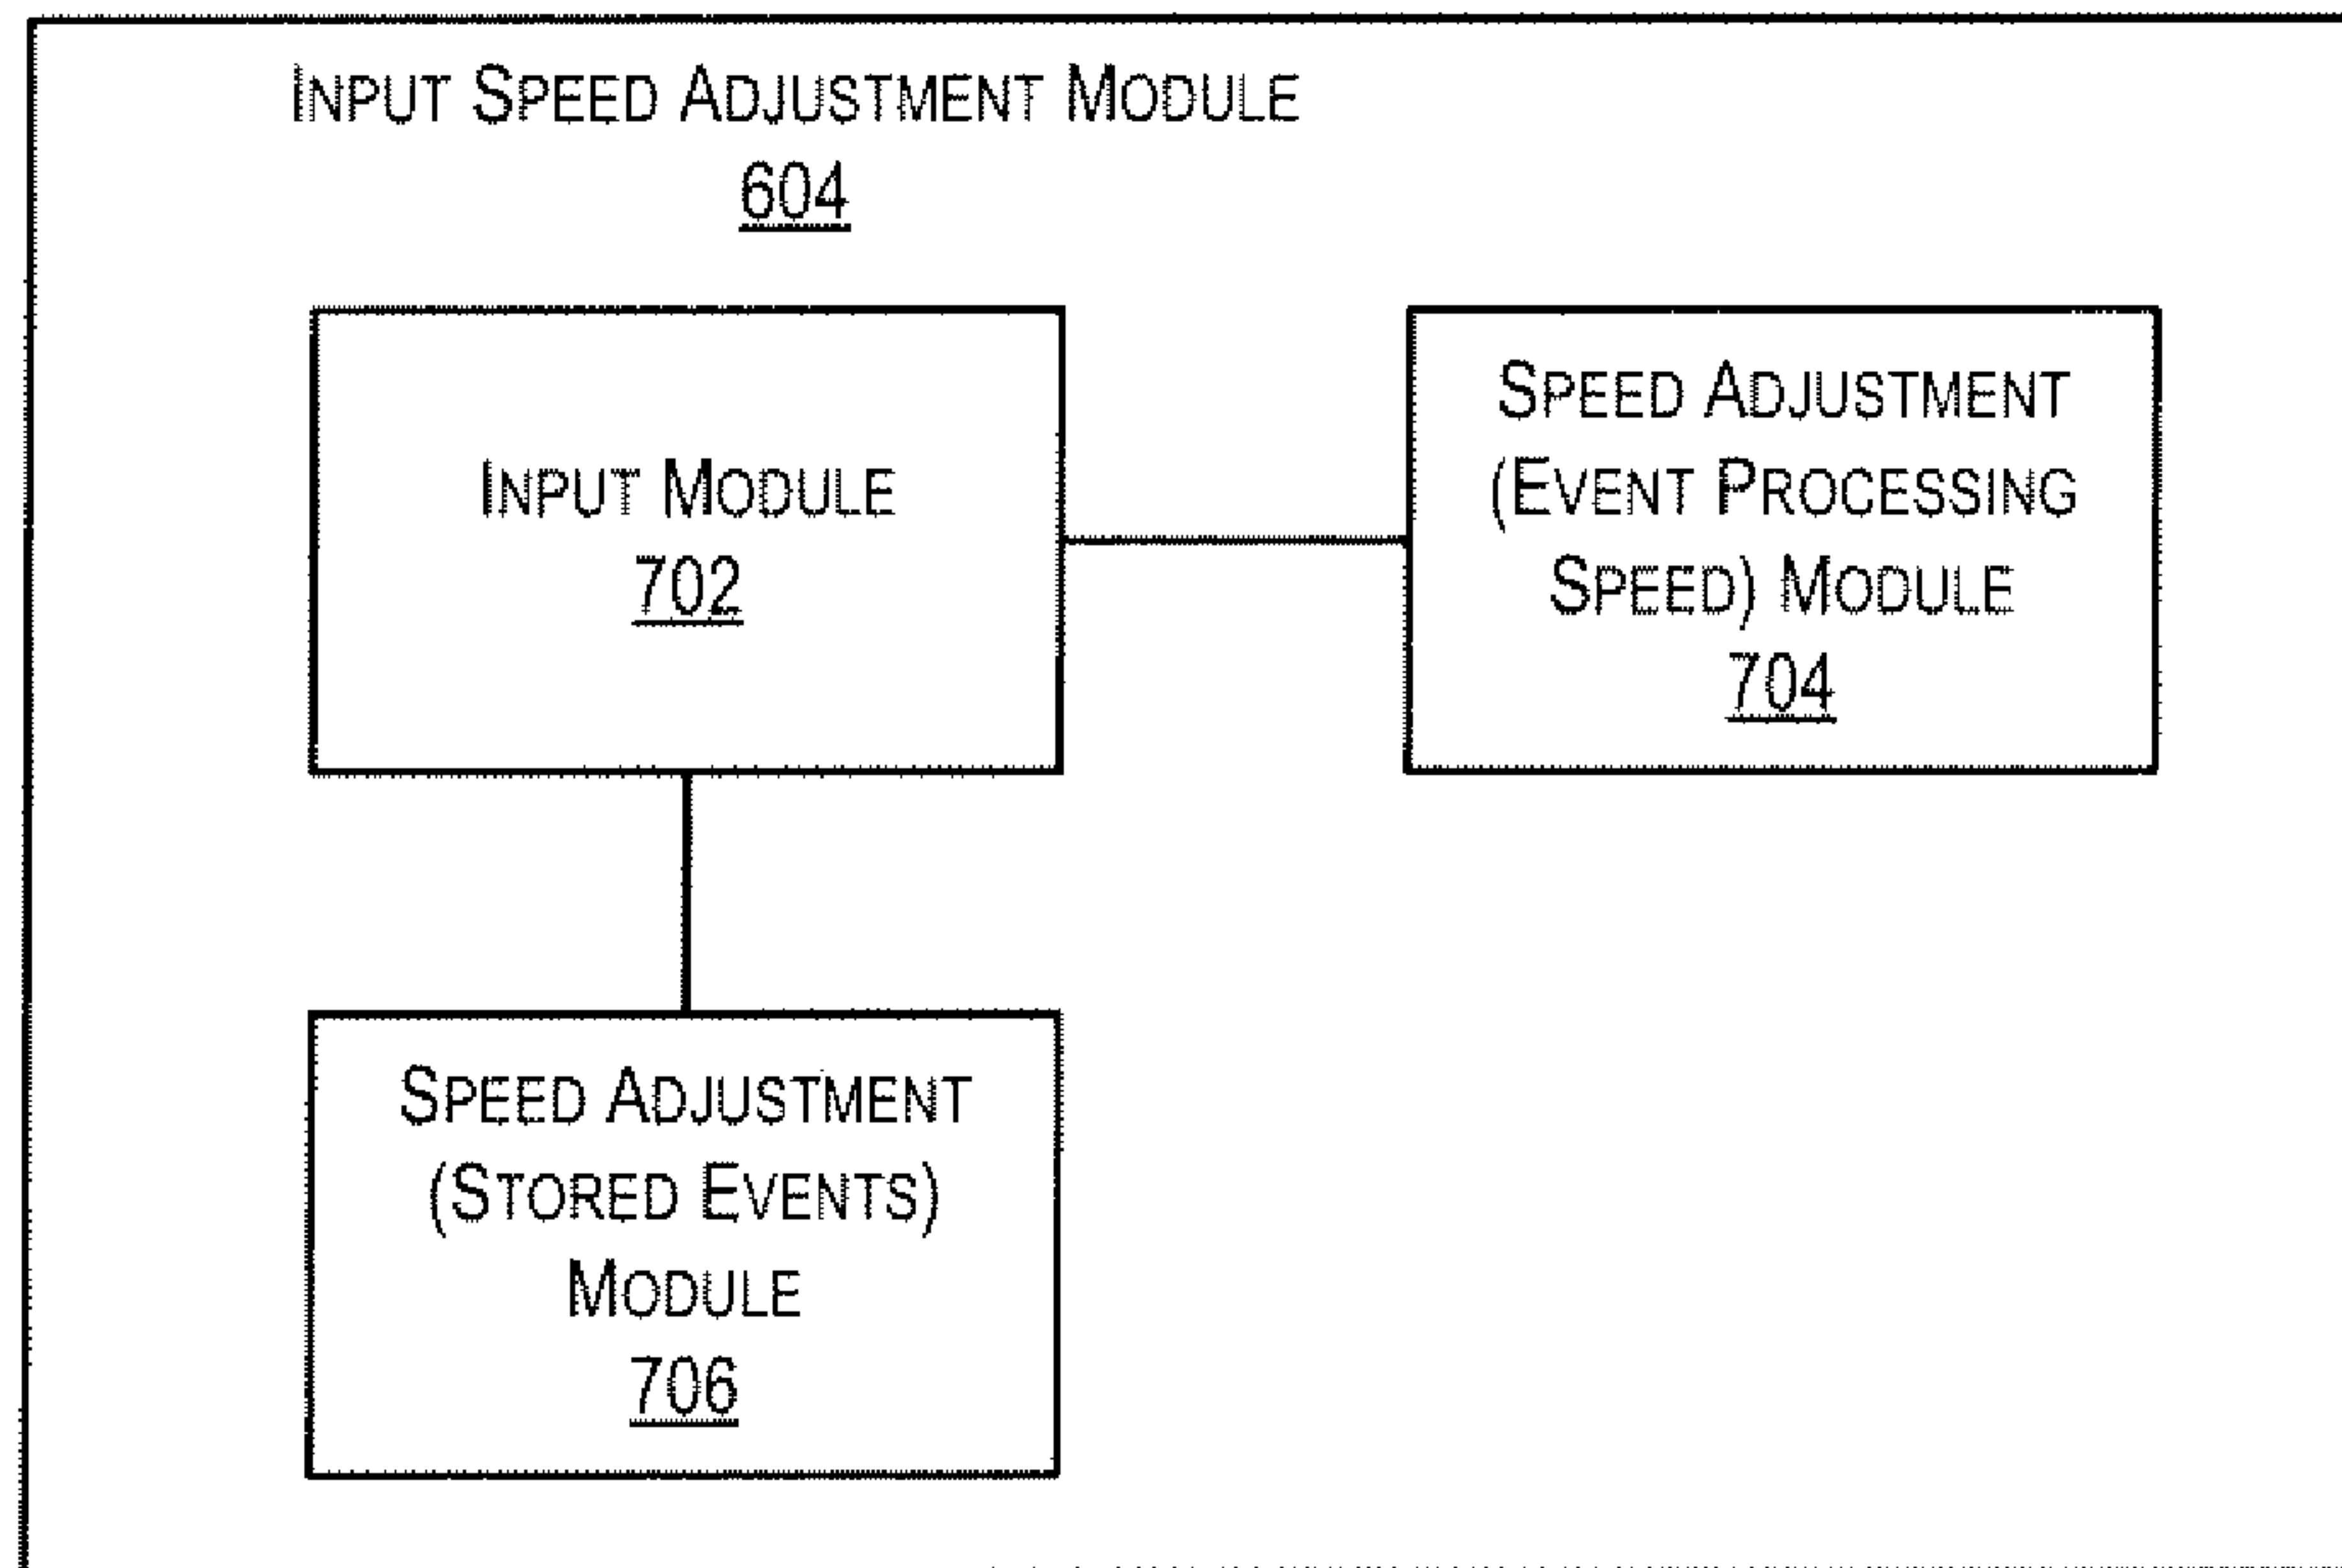 INPUT SPEED ADJUSTMENT MODULE
604
INPUT MODULE
702
SPEED ADJUSTMENT
(EVENT PROCESSING
SPEED) MODULE
704
SPEED ADJUSTMENT
(STORED EVENTS)
MODULE
706